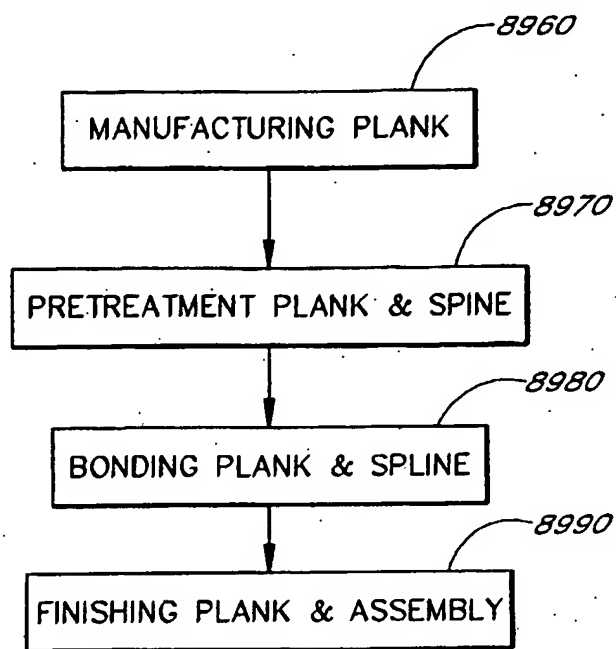 8960
MANUFACTURING PLANK
8970
PRETREATMENT PLANK & SPINE
8980
BONDING PLANK & SPLINE
8990
FINISHING PLANK & ASSEMBLY